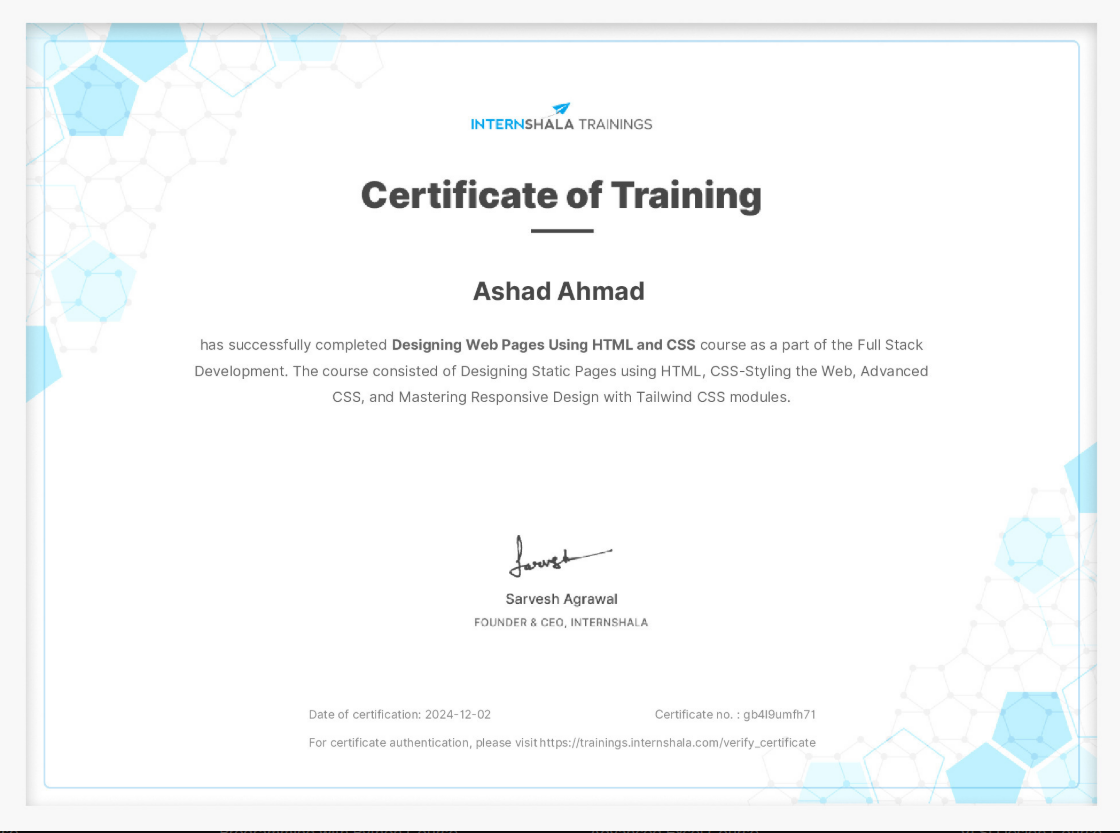 INTERNSHALA TRAININGS
Certificate of Training
Ashad Ahmad
has successfully completed Designing Web Pages Using HTML and CSS course as a part of the Full Stack
Development. The course consisted of Designing Static Pages using HTML, CSS-Styling the Web, Advanced
CSS, and Mastering Responsive Design with Tailwind CSS modules.
Sarvesh
Sarvesh Agrawal
FOUNDER & CEO, INTERNSHALA
Date of certification: 2024-12-02
Certificate no. : gb4l9umfh71
For certificate authentication, please visit https://trainings.internshala.com/verify_certificate